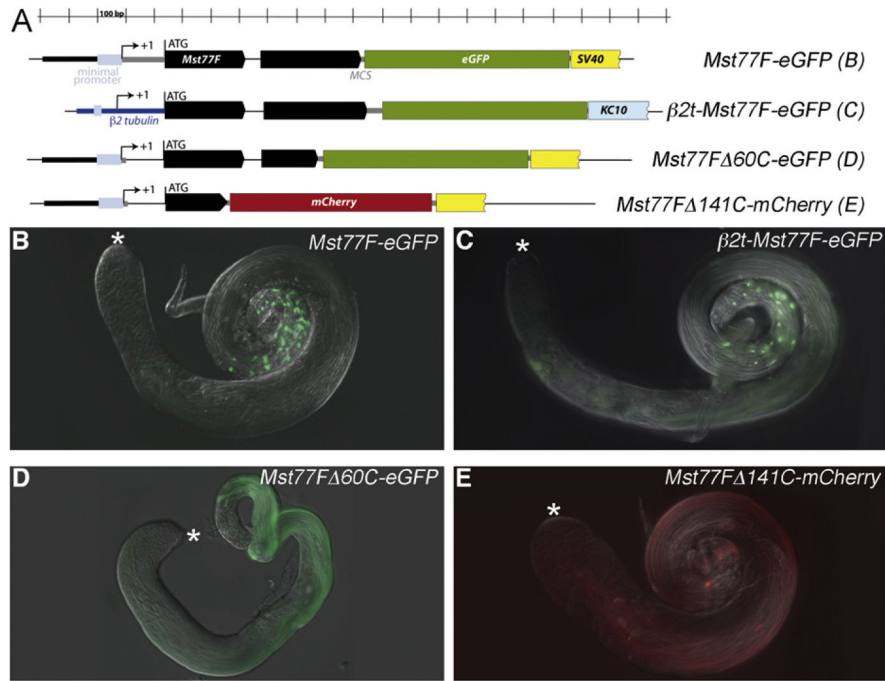 A
100 bp
+1
ATG
Mst77F
eGFP
SV40
Mst77F-eGFP (B)
minimal
promoter
MCS
+1
ATG
β2 tubulin
KC10
β2t-Mst77F-eGFP (C)
+1
ATG
Mst77FΔ60C-eGFP (D)
+1
ATG
mCherry
Mst77FΔ141C-mCherry (E)
B
*
Mst77F-eGFP
C
*
β2t-Mst77F-eGFP
D
*
Mst77FΔ60C-eGFP
E
*
Mst77FΔ141C-mCherry